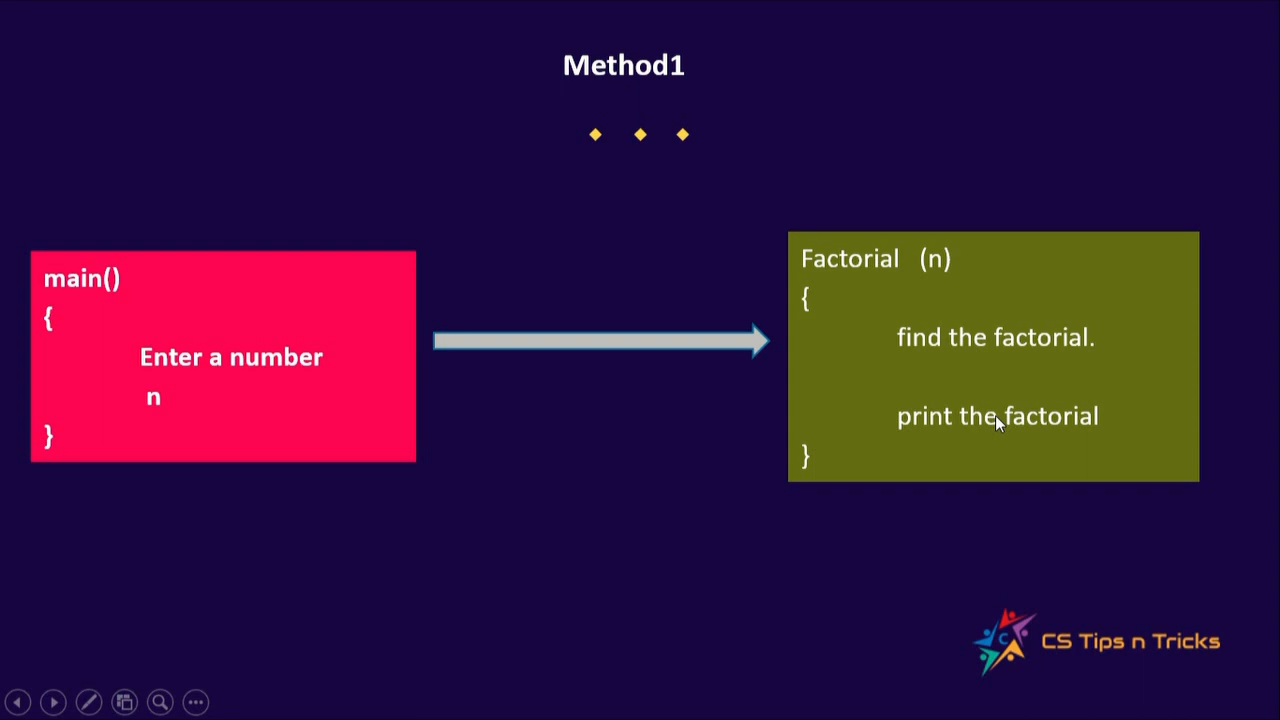 Method1
main()
{
Enter a number
n
}
Factorial (n)
{
find the factorial.
print the factorial
}
C
CS Tips n Tricks